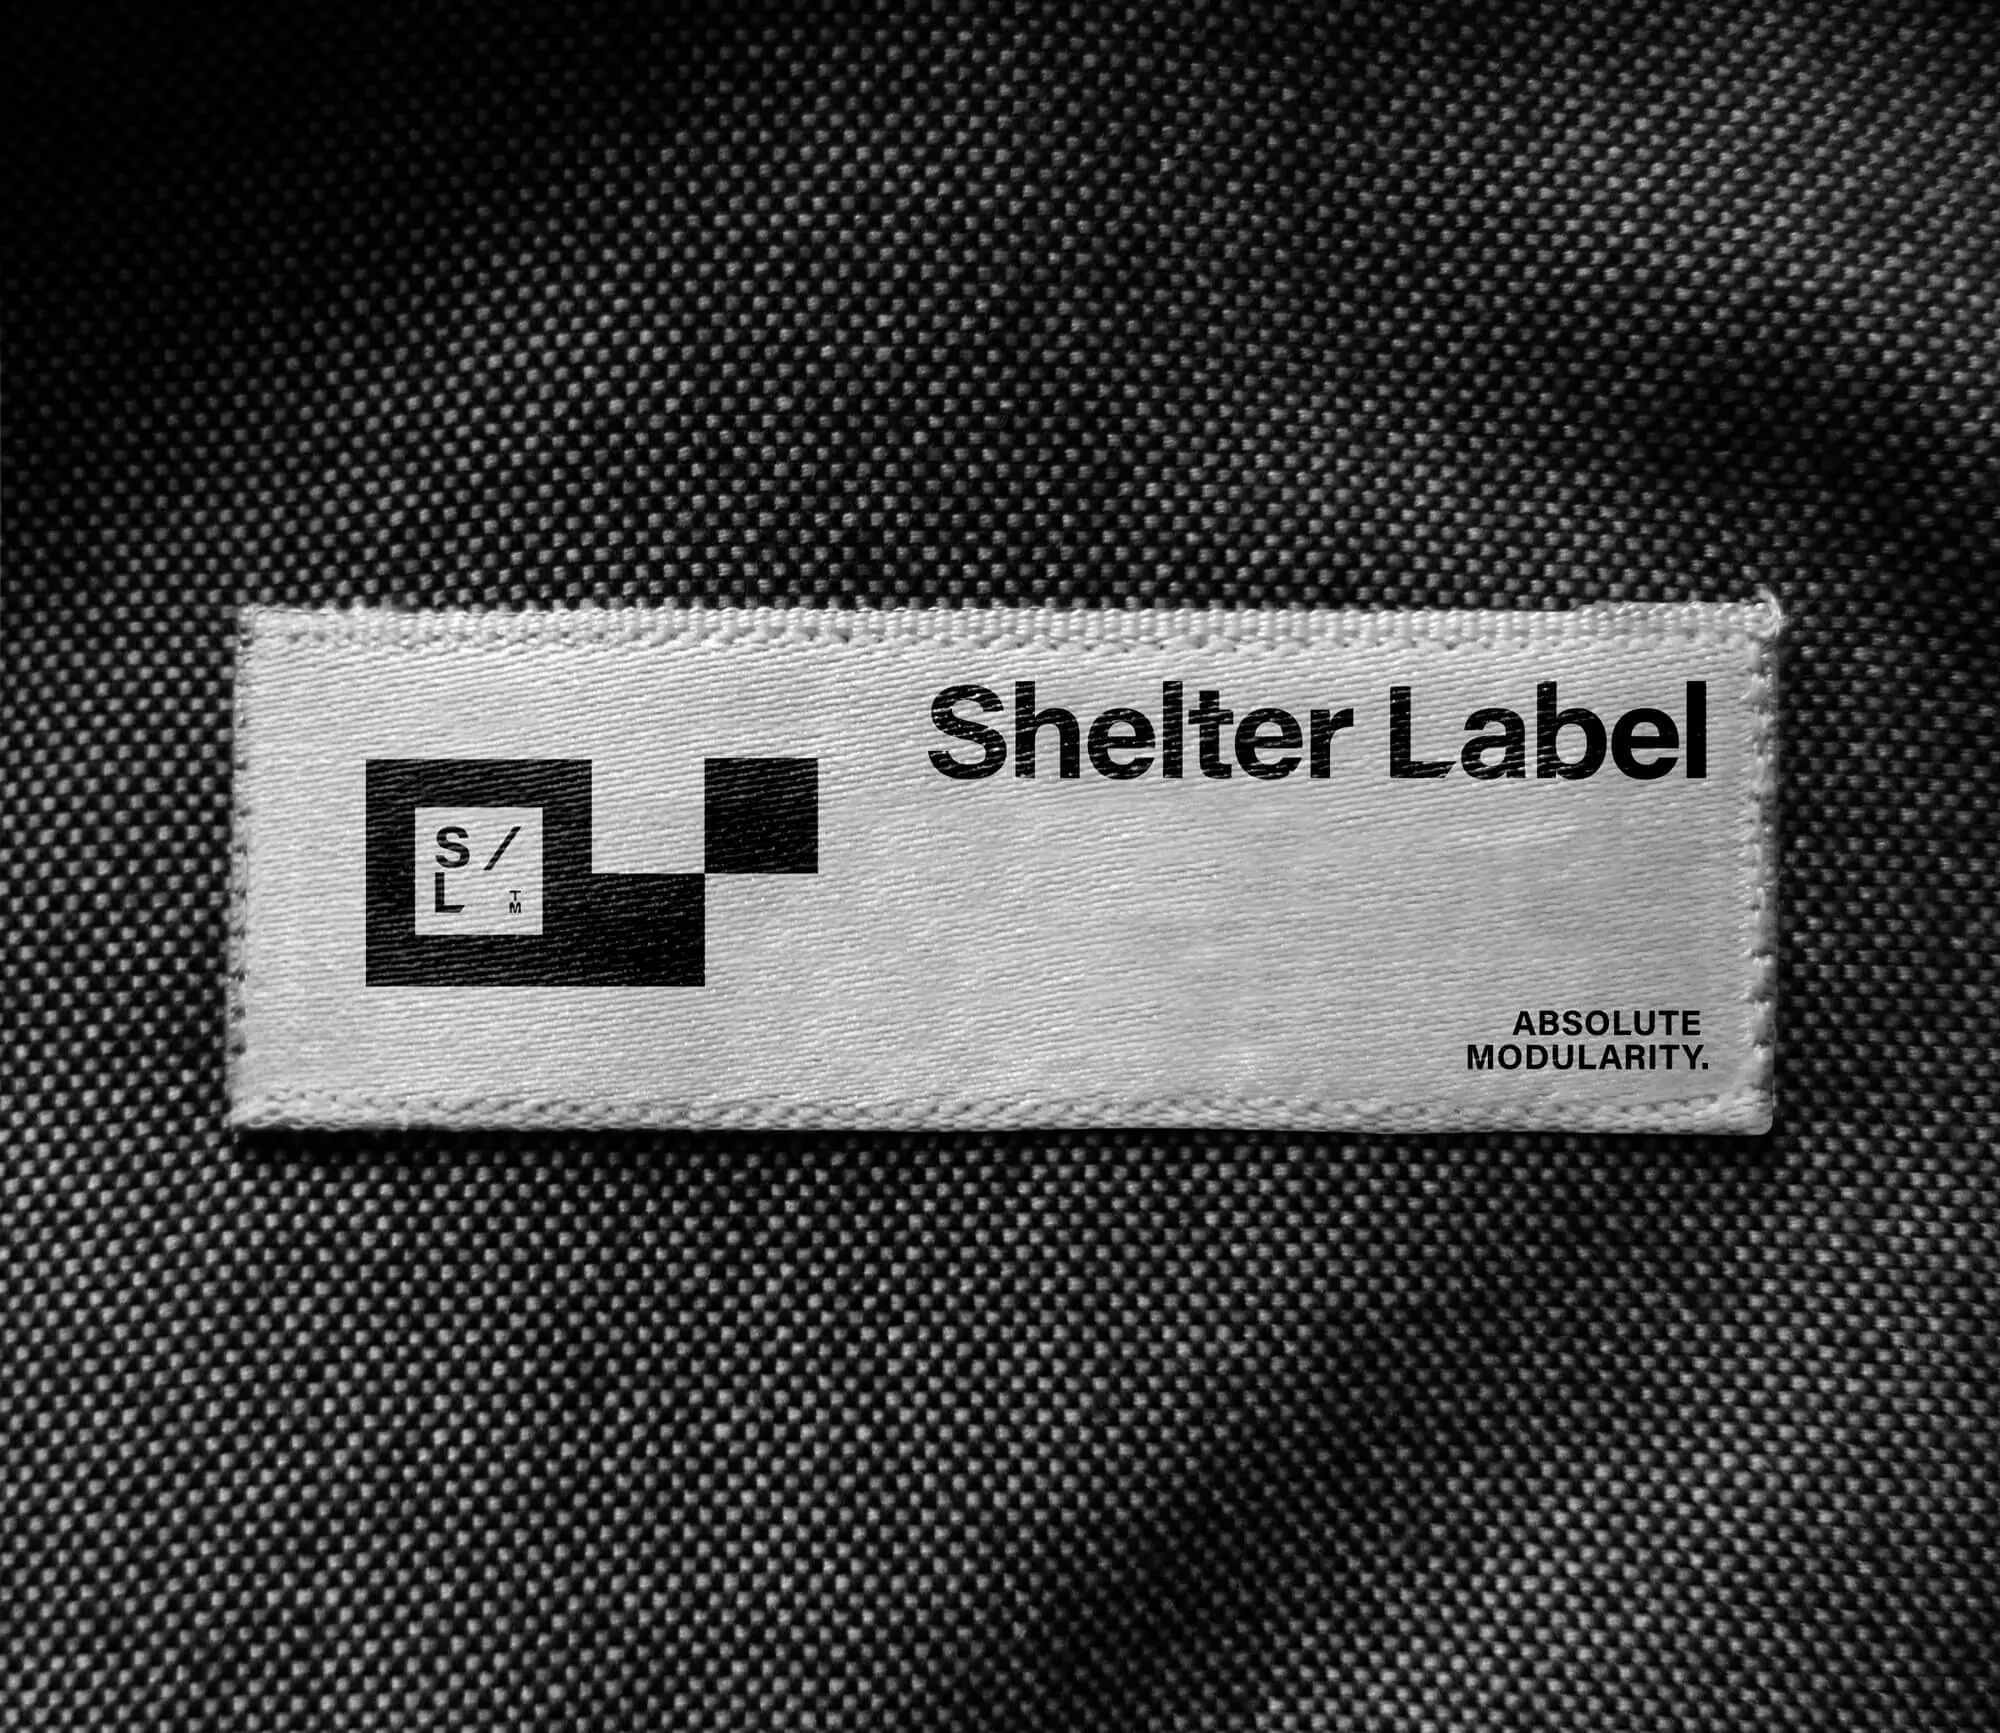 Shelter Label
S/
L TM
ABSOLUTE
MODULARITY.